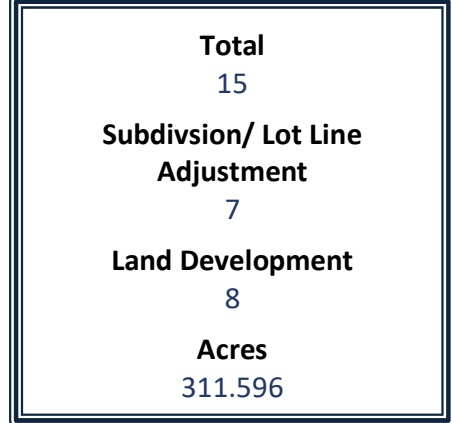 Total
15
Subdivsion/ Lot Line
Adjustment
7
Land Development
8
Acres
311.596